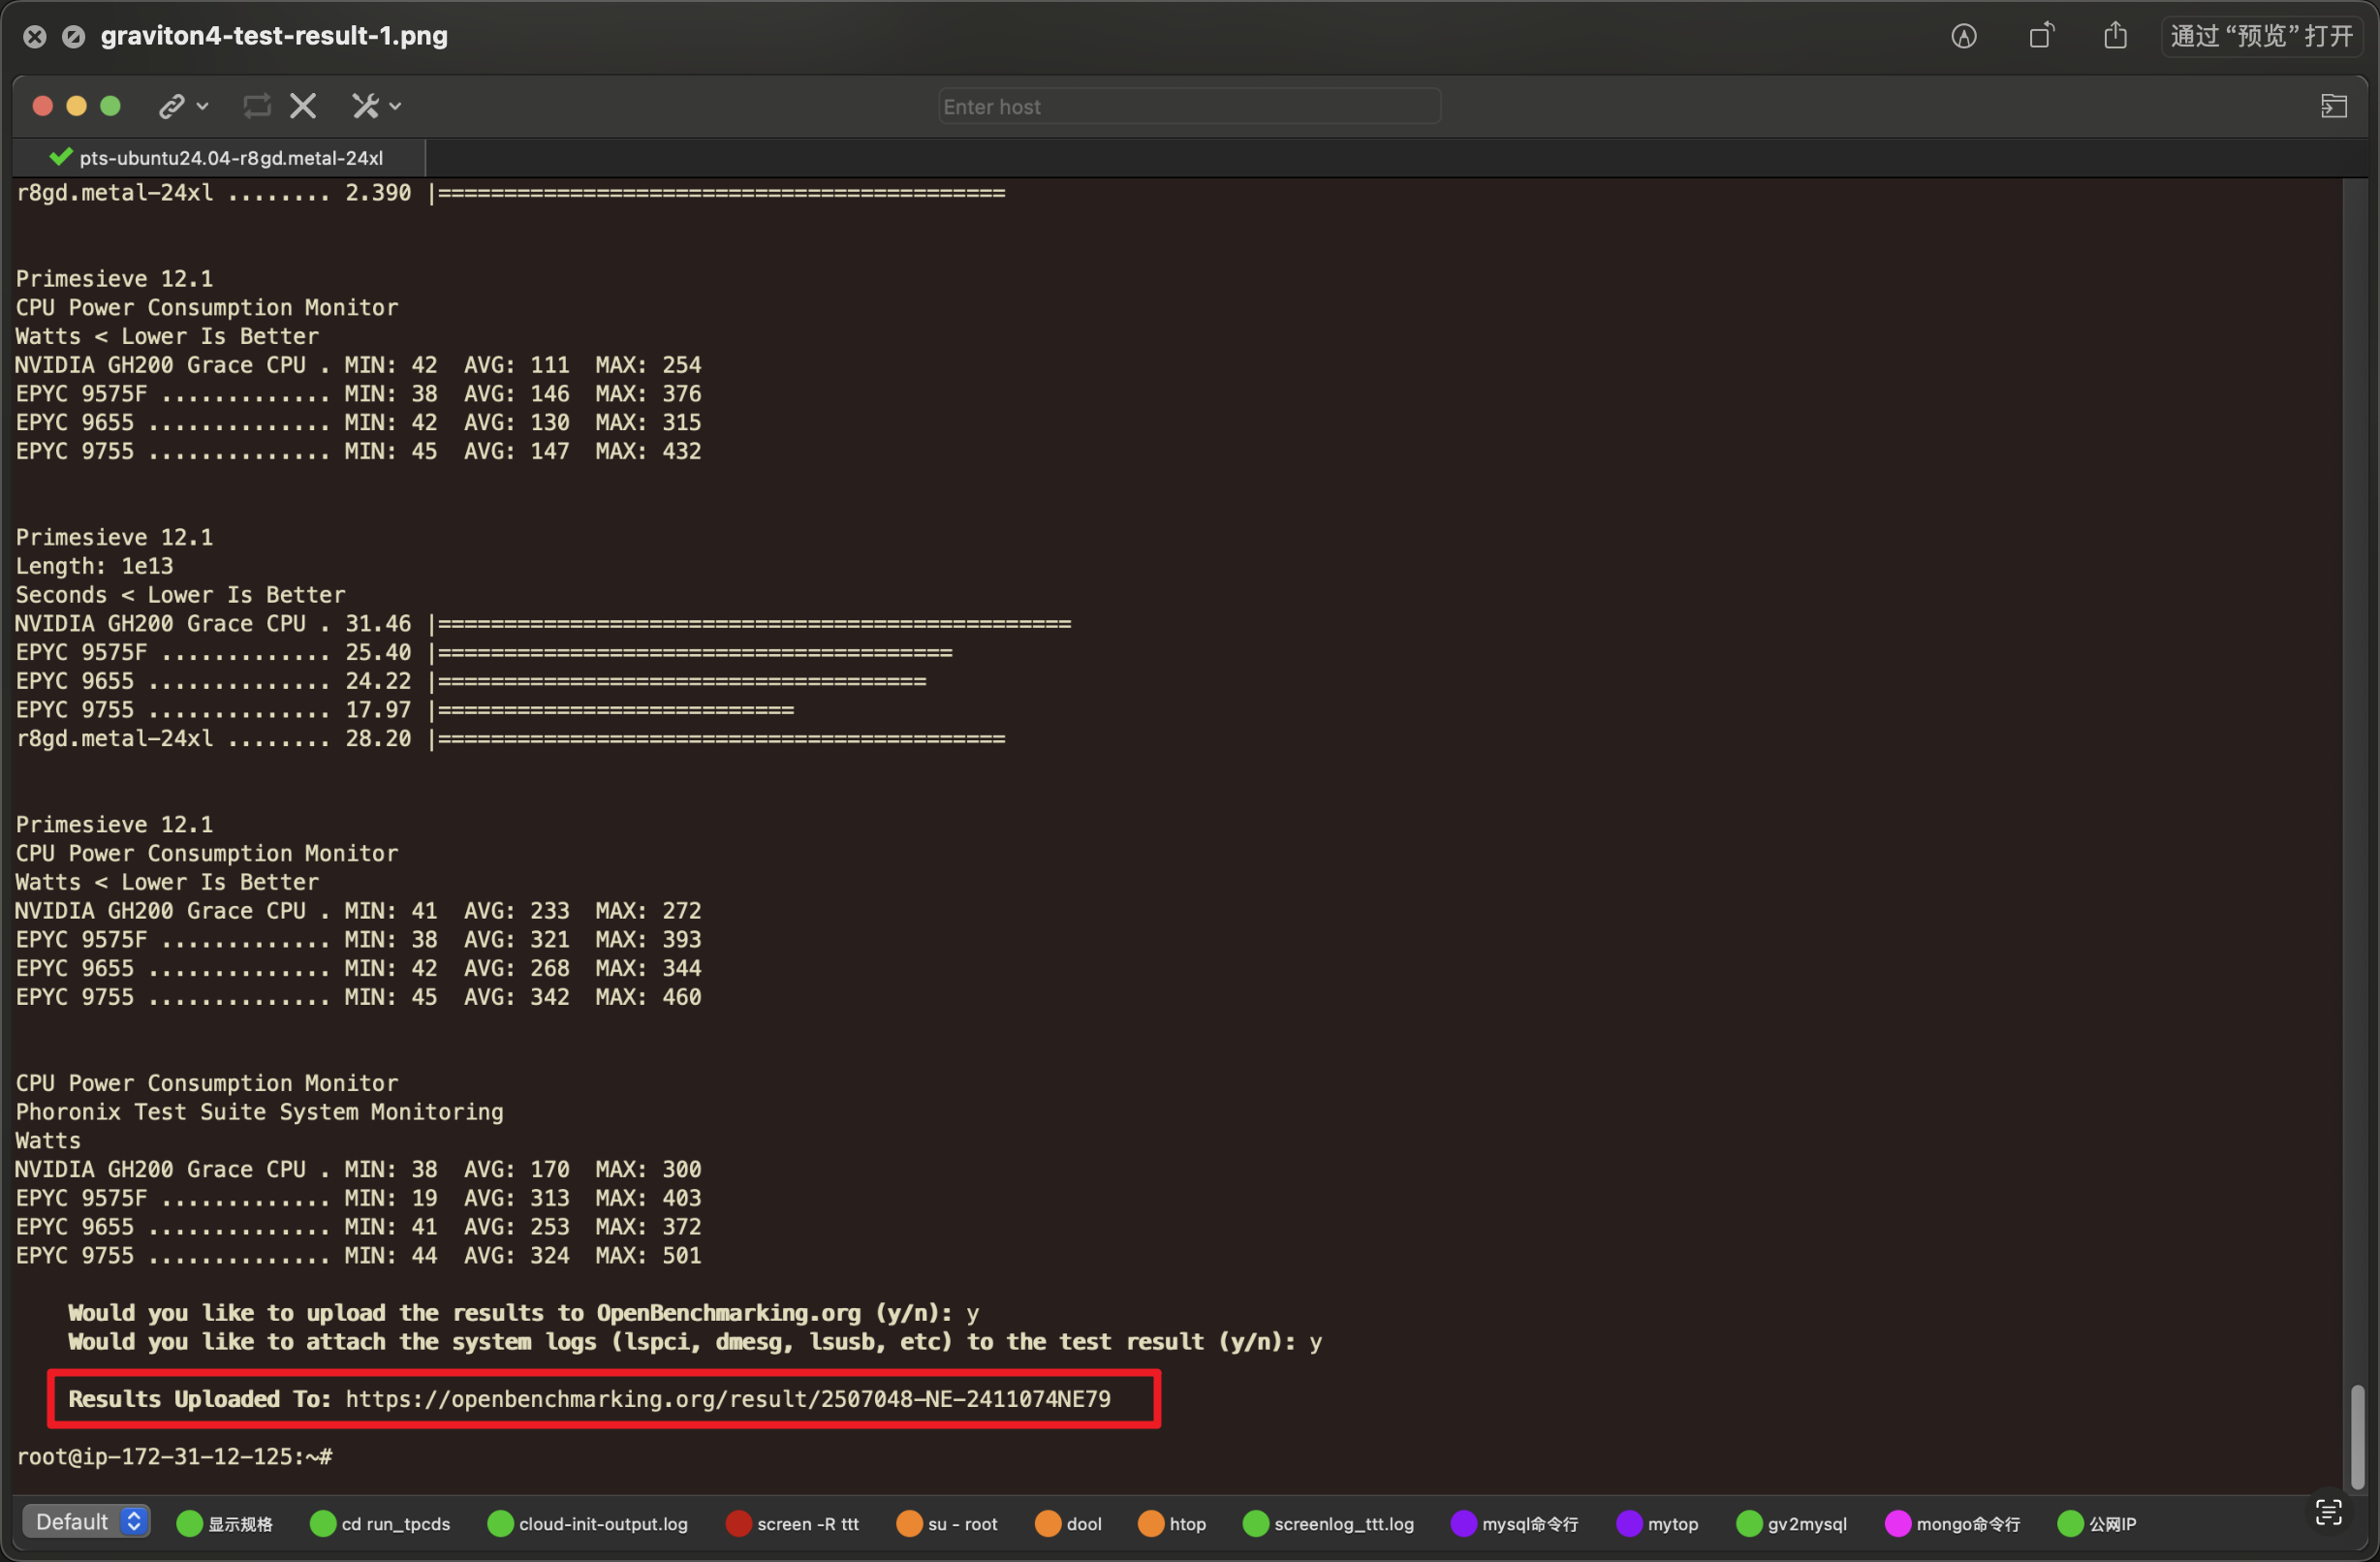 graviton4-test-result-1.png
通过“预览”打开
Enter host
pts-ubuntu24.04-r8gd.metal-24xl
r8gd.metal-24xl ........ 2.390 |===========================================
Primesieve 12.1
CPU Power Consumption Monitor
Watts < Lower Is Better
NVIDIA GH200 Grace CPU . MIN: 42  AVG: 111  MAX: 254
EPYC 9575F ............. MIN: 38  AVG: 146  MAX: 376
EPYC 9655 .............. MIN: 42  AVG: 130  MAX: 315
EPYC 9755 .............. MIN: 45  AVG: 147  MAX: 432
Primesieve 12.1
Length: 1e13
Seconds < Lower Is Better
NVIDIA GH200 Grace CPU . 31.46 |================================================
EPYC 9575F ............. 25.40 |=======================================
EPYC 9655 .............. 24.22 |=====================================
EPYC 9755 .............. 17.97 |===========================
r8gd.metal-24xl ........ 28.20 |===========================================
Primesieve 12.1
CPU Power Consumption Monitor
Watts < Lower Is Better
NVIDIA GH200 Grace CPU . MIN: 41  AVG: 233  MAX: 272
EPYC 9575F ............. MIN: 38  AVG: 321  MAX: 393
EPYC 9655 .............. MIN: 42  AVG: 268  MAX: 344
EPYC 9755 .............. MIN: 45  AVG: 342  MAX: 460
CPU Power Consumption Monitor
Phoronix Test Suite System Monitoring
Watts
NVIDIA GH200 Grace CPU . MIN: 38  AVG: 170  MAX: 300
EPYC 9575F ............. MIN: 19  AVG: 313  MAX: 403
EPYC 9655 .............. MIN: 41  AVG: 253  MAX: 372
EPYC 9755 .............. MIN: 44  AVG: 324  MAX: 501
Would you like to upload the results to OpenBenchmarking.org (y/n): y
Would you like to attach the system logs (lspci, dmesg, lsusb, etc) to the test result (y/n): y
Results Uploaded To: https://openbenchmarking.org/result/2507048-NE-2411074NE79
root@ip-172-31-12-125:~#
Default 显示规格 cd run_tpcds cloud-init-output.log screen -R ttt su - root dool htop screenlog_ttt.log mysql命令行 mytop gv2mysql mongo命令行 公网IP